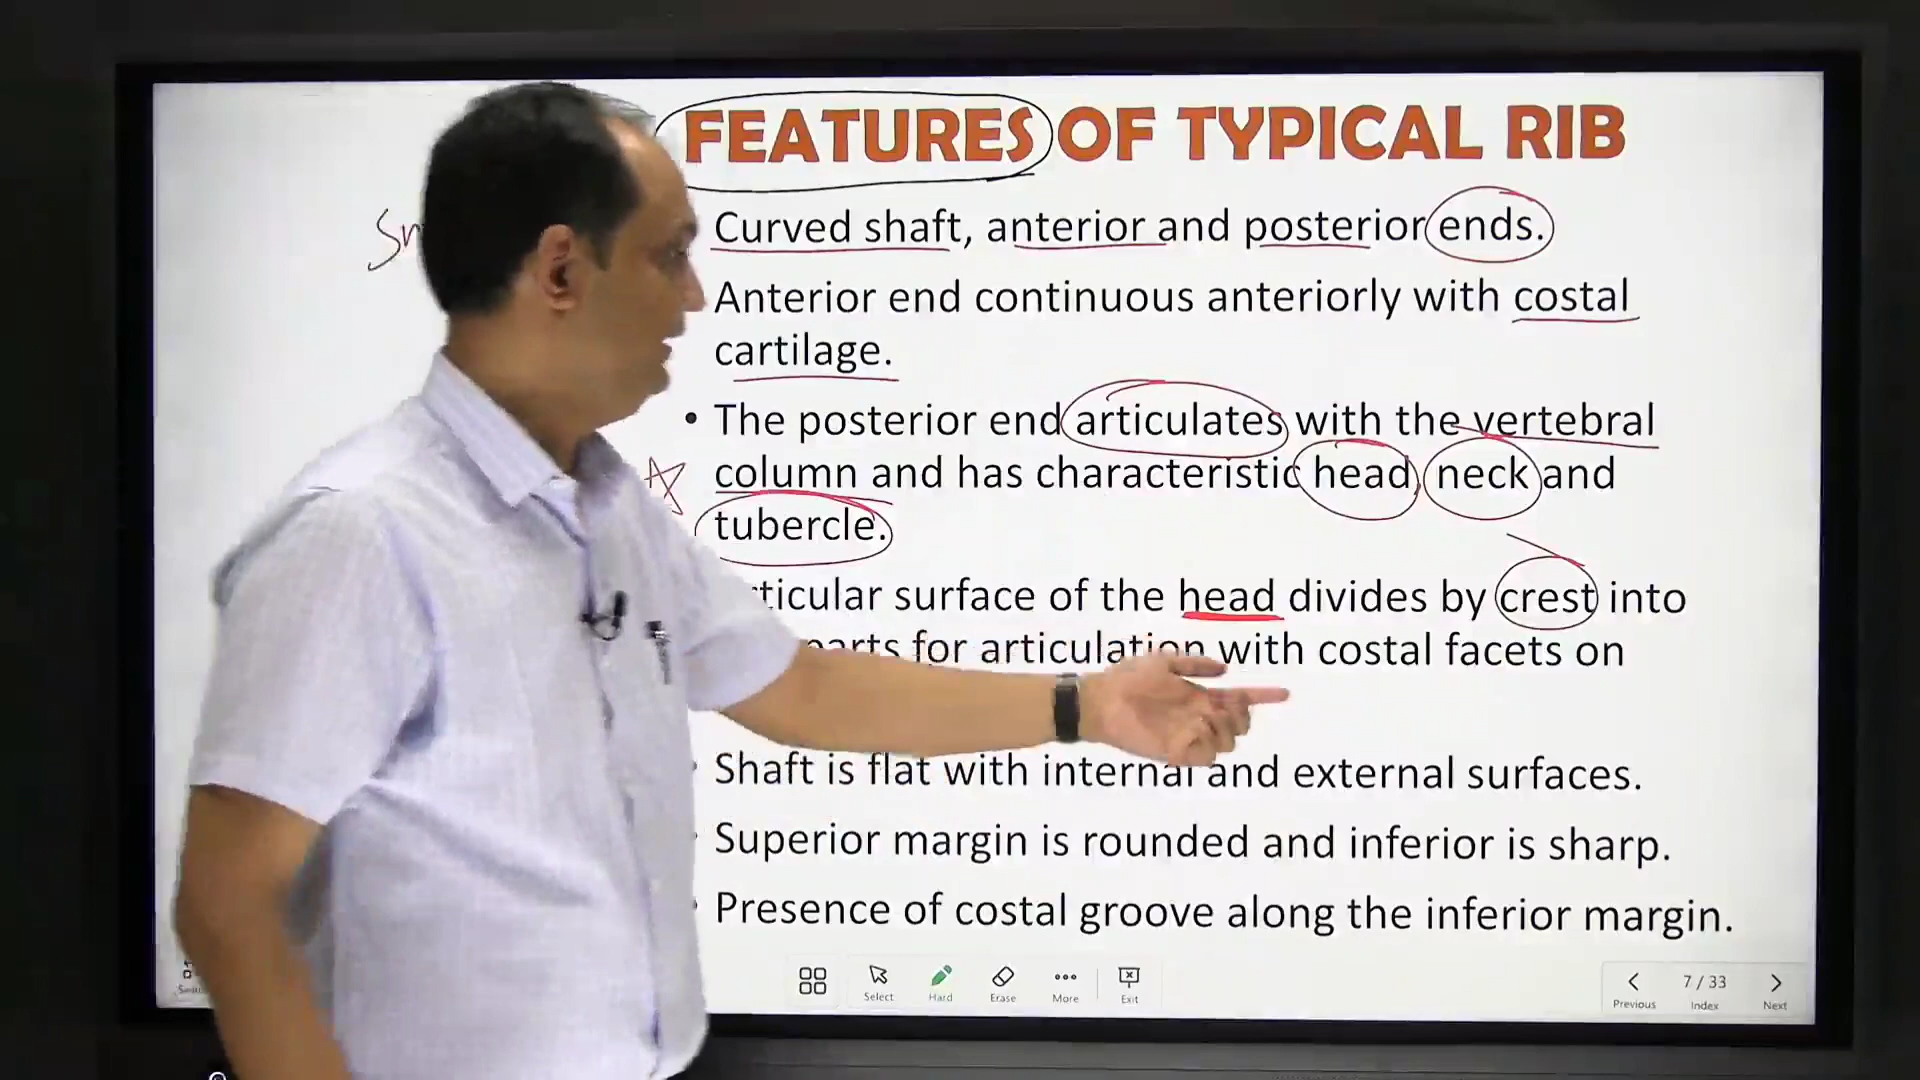 FEATURES OF TYPICAL RIB
Curved shaft, anterior and posterior ends.
Anterior end continuous anteriorly with costal
cartilage.
• The posterior end articulates with the vertebral
column and has characteristic head, neck and
tubercle.
ticular surface of the head divides by crest into
parts for articulation with costal facets on
• Shaft is flat with internal and external surfaces.
• Superior margin is rounded and inferior is sharp.
• Presence of costal groove along the inferior margin.
Select Hard Erase More Exit
7 / 33
Previous Index Next